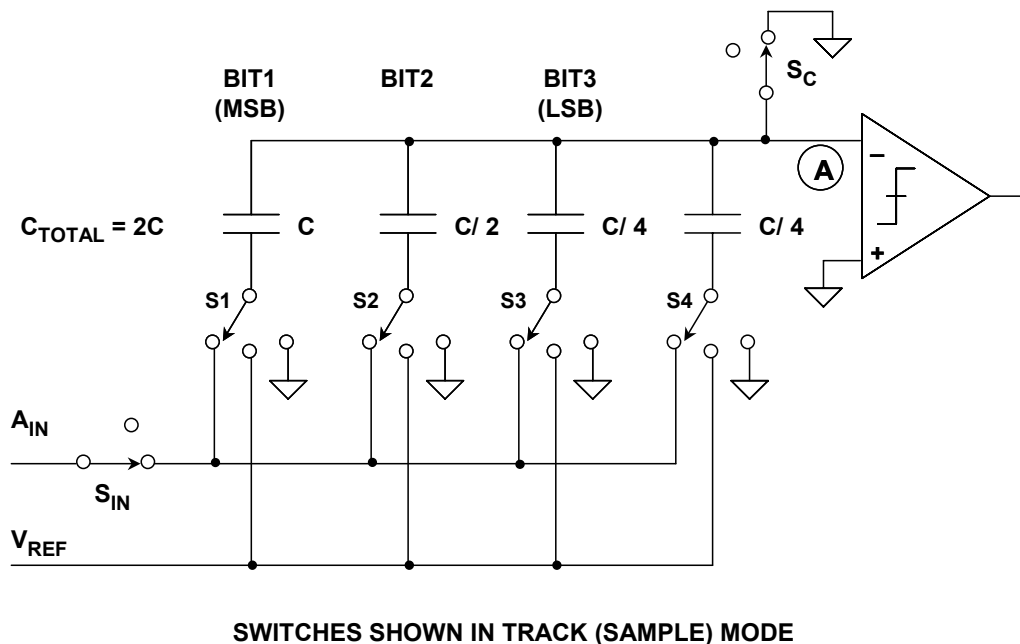 BIT1 BIT2 BIT3
(MSB) (LSB)
S_C
A
−
+
C_TOTAL = 2C
C C/ 2 C/ 4 C/ 4
S1 S2 S3 S4
A_IN
S_IN
V_REF
SWITCHES SHOWN IN TRACK (SAMPLE) MODE